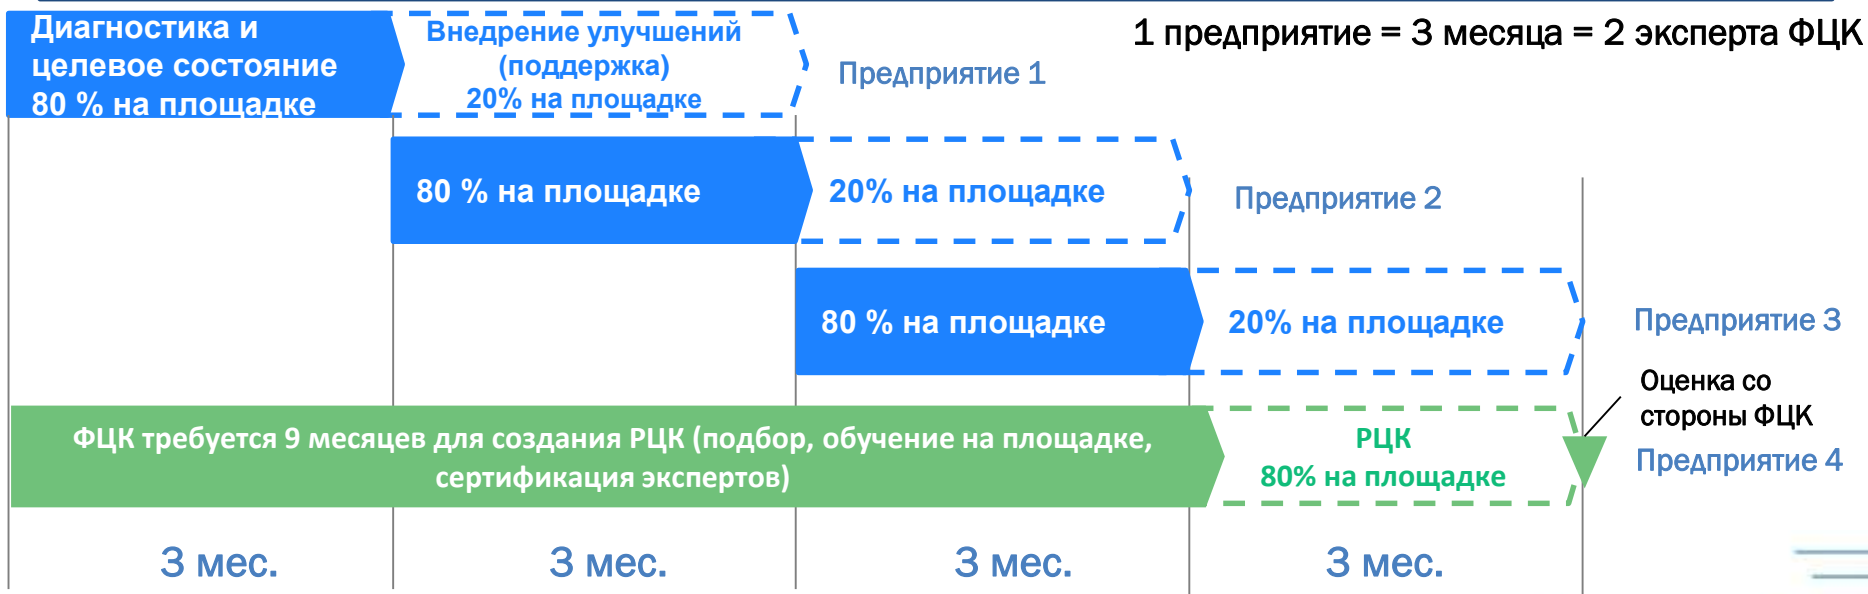 Диагностика и
целевое состояние
80 % на площадке
Внедрение улучшений
(поддержка)
20% на площадке
Предприятие 1
1 предприятие = 3 месяца = 2 эксперта ФЦК
80 % на площадке
20% на площадке
Предприятие 2
80 % на площадке
20% на площадке
Предприятие 3
Оценка со
стороны ФЦК
ФЦК требуется 9 месяцев для создания РЦК (подбор, обучение на площадке,
сертификация экспертов)
РЦК
80% на площадке
Предприятие 4
3 мес.
3 мес.
3 мес.
3 мес.